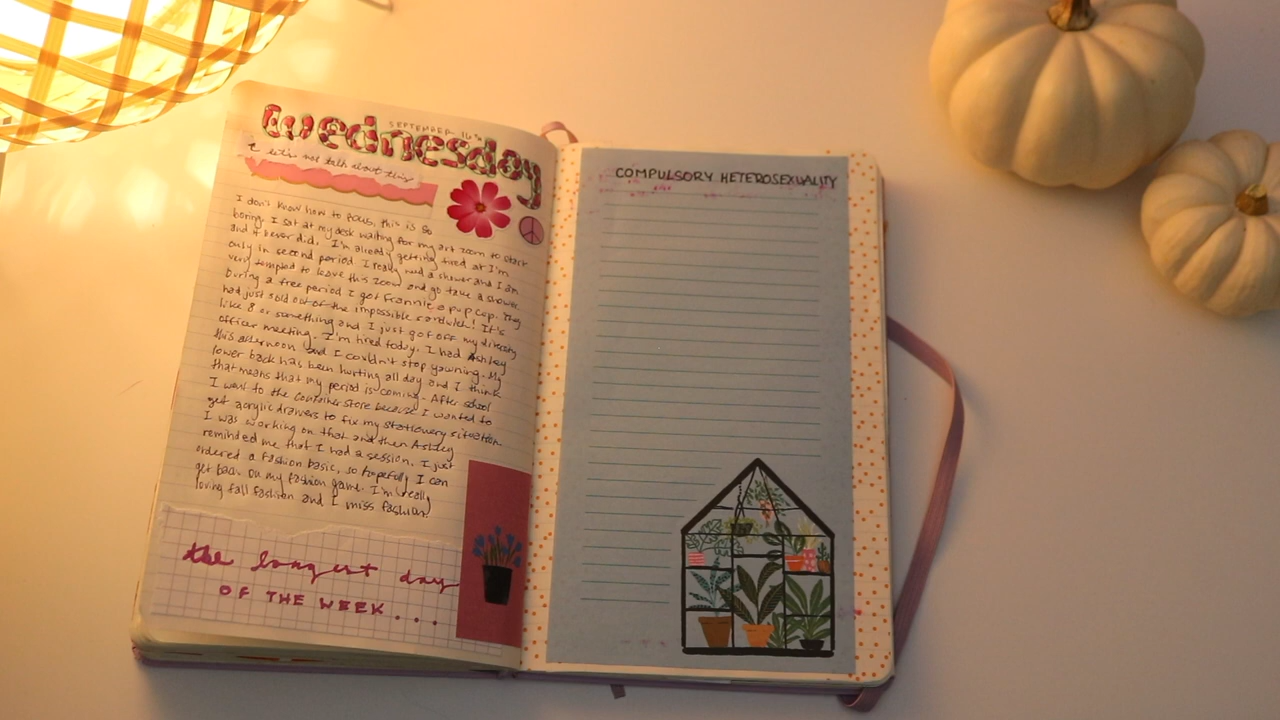 SEPTEMBER 16th
wednesday
let's not talk about this
I don't know how to focus, this is so
boring. I sat at my desk waiting for my art zoom to start
and it never did. I'm already getting tired at I'm
only in second period. I really need a shower and I am
very tempted to leave this zoom and go take a shower.
During a free period I got Frannie a pup cup. They
had just sold out of the impossible sandwich! It's
like 8 or something and I just got off my diversity
officer meeting. I'm tired today. I had Ashley
this afternoon and I couldn't stop yawning. My
lower back has been hurting all day and I think
that means that my period is coming. After school
I went to the container store because I wanted to
get acrylic drawers to fix my stationery situation.
I was working on that and then Ashley
reminded me that I had a session. I just
ordered a fashion basic, so hopefully I can
get back on my fashion game. I'm really
loving fall fashion and I miss fashion!
the longest day
OF THE WEEK....
COMPULSORY HETEROSEXUALITY